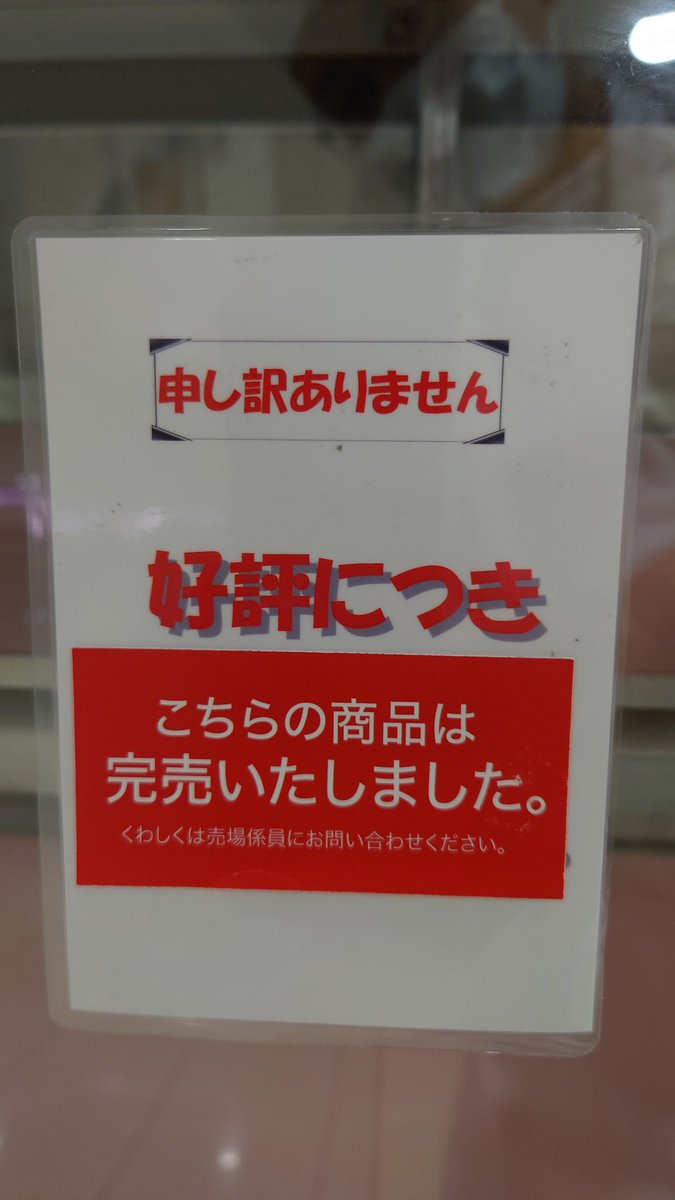 申し訳ありません
好評につき
こちらの商品は
完売いたしました。
くわしくは売場係員にお問い合わせください。